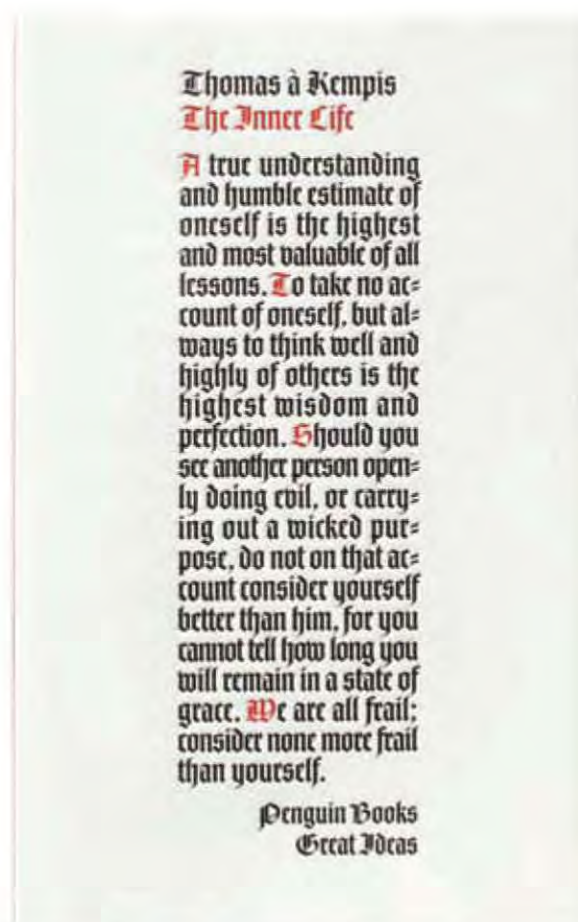 Thomas à Kempis
The Inner Life
A true understanding
and humble estimate of
oneself is the highest
and most valuable of all
lessons. To take no ac=
count of oneself, but al=
ways to think well and
highly of others is the
highest wisdom and
perfection. Should you
see another person open=
ly doing evil, or carry=
ing out a wicked pur=
pose, do not on that ac=
count consider yourself
better than him, for you
cannot tell how long you
will remain in a state of
grace. We are all frail;
consider none more frail
than yourself.
Penguin Books
Great Ideas